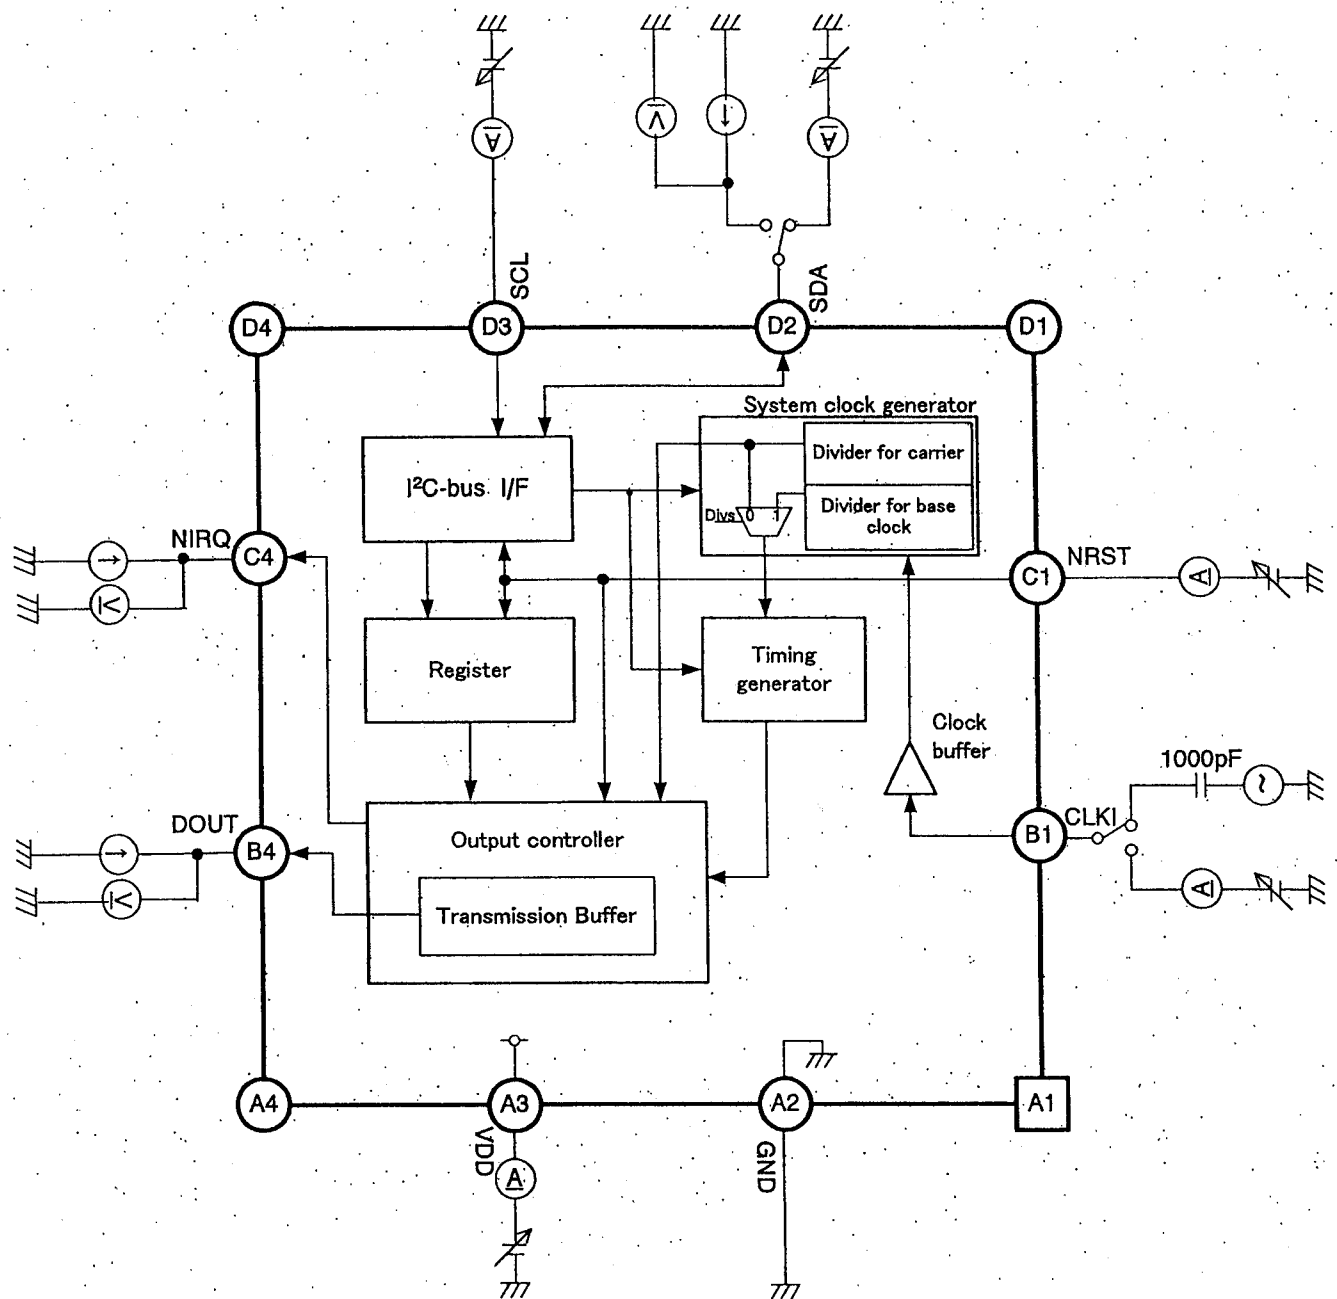 A
V
A
SCL
SDA
D4
D3
D2
D1
System clock generator
Divider for carrier
I²C-bus I/F
Divs
0
1
Divider for base
clock
NIRQ
C4
C1
NRST
A
V
Register
Timing
generator
Clock
buffer
1000pF
~
DOUT
B4
Output controller
B1
CLKI
V
Transmission Buffer
A
A4
A3
A2
A1
VDD
GND
A